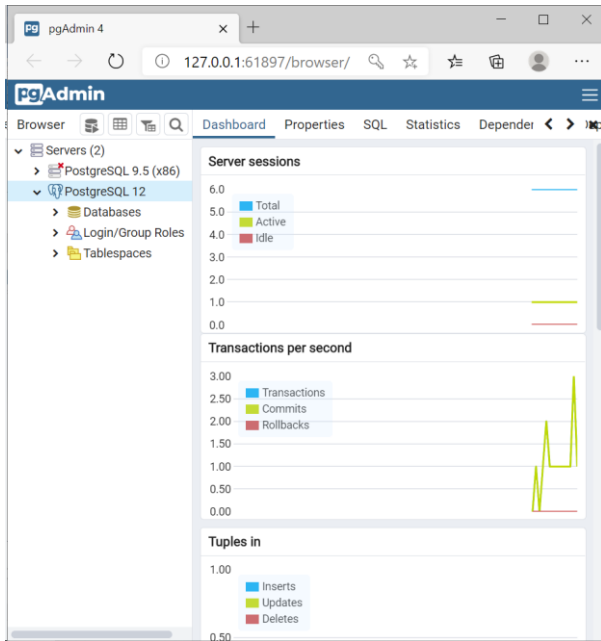 pgAdmin 4
127.0.0.1:61897/browser/
pgAdmin
Browser
Dashboard Properties SQL Statistics Depender
Servers (2)
PostgreSQL 9.5 (x86)
PostgreSQL 12
Databases
Login/Group Roles
Tablespaces
Server sessions
6.0
5.0
4.0
3.0
2.0
1.0
0.0
Total
Active
Idle
Transactions per second
3.00
2.50
2.00
1.50
1.00
0.50
0.00
Transactions
Commits
Rollbacks
Tuples in
1.00
0.50
Inserts
Updates
Deletes